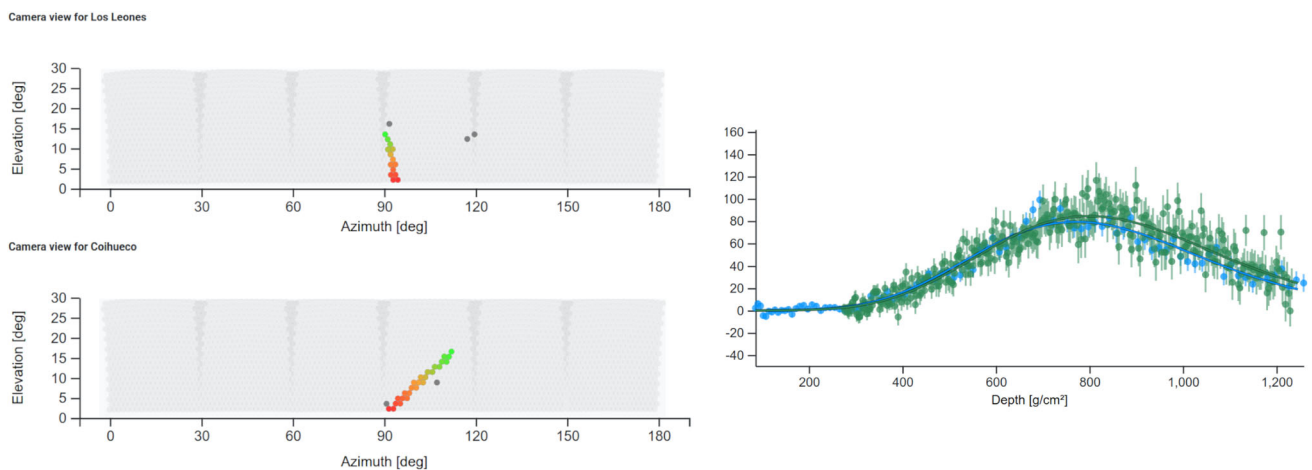 Camera view for Los Leones
30
25
20
15
10
5
0
Elevation [deg]
0 30 60 90 120 150 180
Azimuth [deg]
Camera view for Coihueco
30
25
20
15
10
5
0
Elevation [deg]
0 30 60 90 120 150 180
Azimuth [deg]
160
140
120
100
80
60
40
20
0
-20
-40
200 400 600 800 1,000 1,200
Depth [g/cm²]